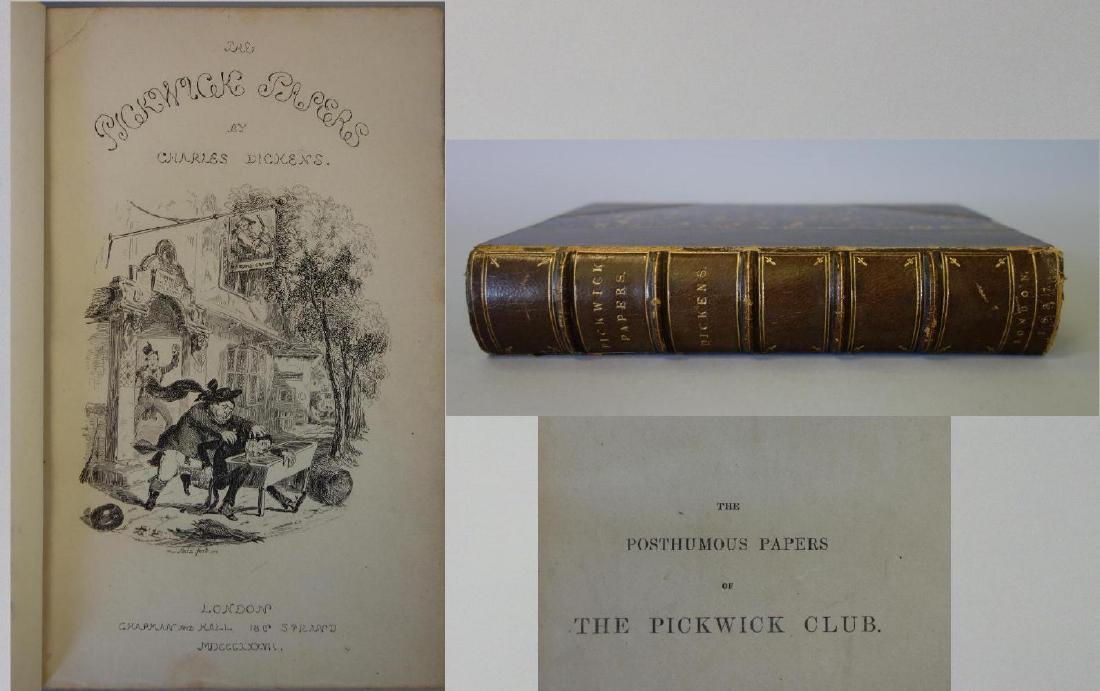 THE
PICKWICK PAPERS
BY
CHARLES DICKENS.
LONDON
CHAPMAN AND HALL 186 STRAND
MDCCCXXXVII.
PICKWICK
PAPERS.
DICKENS.
LONDON.
1837.
THE
POSTHUMOUS PAPERS
OF
THE PICKWICK CLUB.